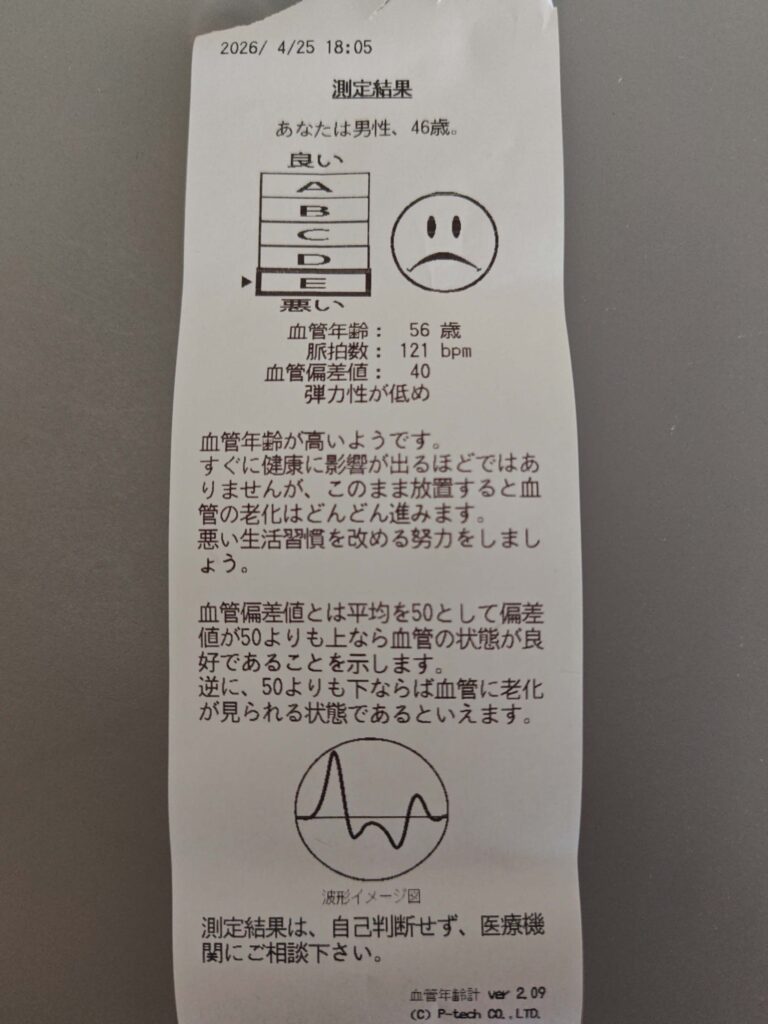 2026/ 4/25 18:05
測定結果
あなたは男性、46歳。
良い
A
B
C
D
E
悪い
血管年齢： 56 歳
脈拍数： 121 bpm
血管偏差値： 40
弾力性が低め
血管年齢が高いようです。
すぐに健康に影響が出るほどではあ
りませんが、このまま放置すると血
管の老化はどんどん進みます。
悪い生活習慣を改める努力をしまし
ょう。
血管偏差値とは平均を50として偏差
値が50よりも上なら血管の状態が良
好であることを示します。
逆に、50よりも下ならば血管に老化
が見られる状態であるといえます。
波形イメージ図
測定結果は、自己判断せず、医療機
関にご相談下さい。
血管年齢計 ver 2.09
(C) P-tech CO.,LTD.